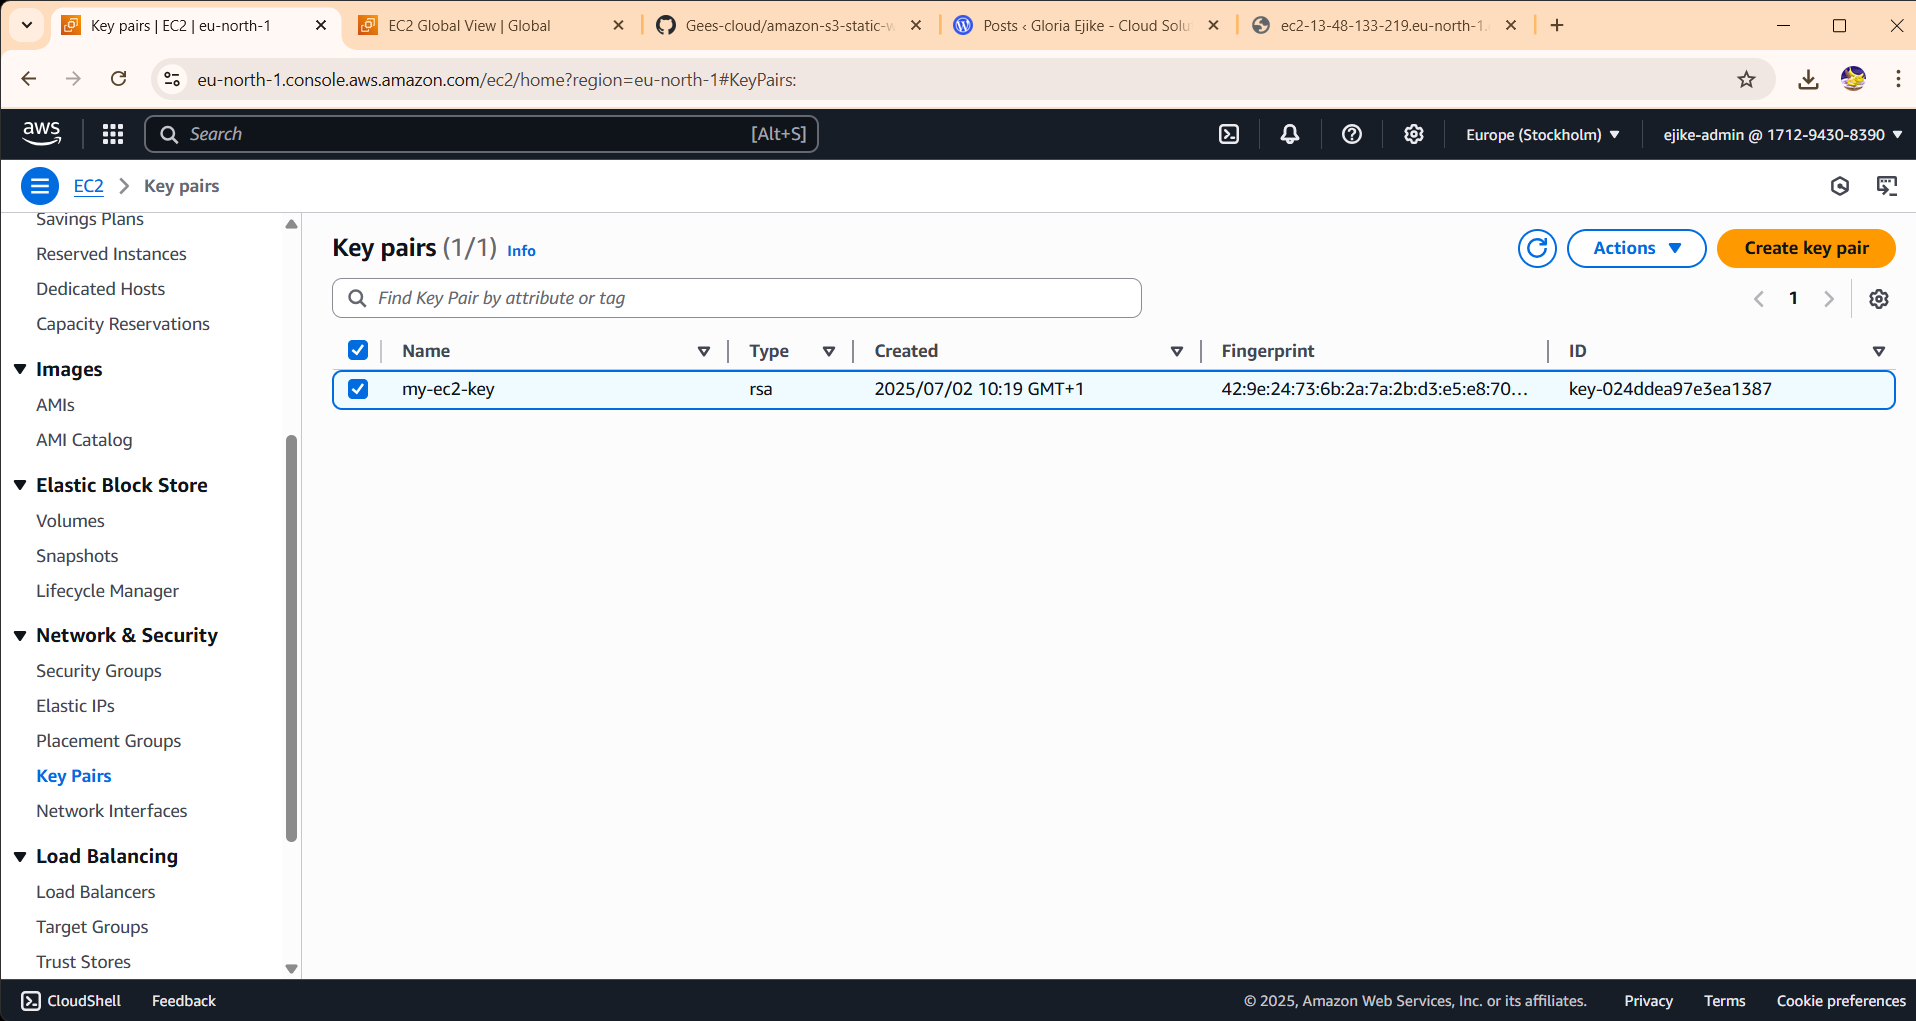 Key pairs | EC2 | eu-north-1
EC2 Global View | Global
Gees-cloud/amazon-s3-static-w
Posts ‹ Gloria Ejike - Cloud Solu
ec2-13-48-133-219.eu-north-1.
eu-north-1.console.aws.amazon.com/ec2/home?region=eu-north-1#KeyPairs:
aws
Search
[Alt+S]
Europe (Stockholm)
ejike-admin @ 1712-9430-8390
EC2
Key pairs
Savings Plans
Reserved Instances
Dedicated Hosts
Capacity Reservations
Images
AMIs
AMI Catalog
Elastic Block Store
Volumes
Snapshots
Lifecycle Manager
Network & Security
Security Groups
Elastic IPs
Placement Groups
Key Pairs
Network Interfaces
Load Balancing
Load Balancers
Target Groups
Trust Stores
Key pairs (1/1) Info
Actions
Create key pair
Find Key Pair by attribute or tag
1
Name Type Created Fingerprint ID
my-ec2-key rsa 2025/07/02 10:19 GMT+1 42:9e:24:73:6b:2a:7a:2b:d3:e5:e8:70... key-024ddea97e3ea1387
CloudShell Feedback © 2025, Amazon Web Services, Inc. or its affiliates. Privacy Terms Cookie preferences